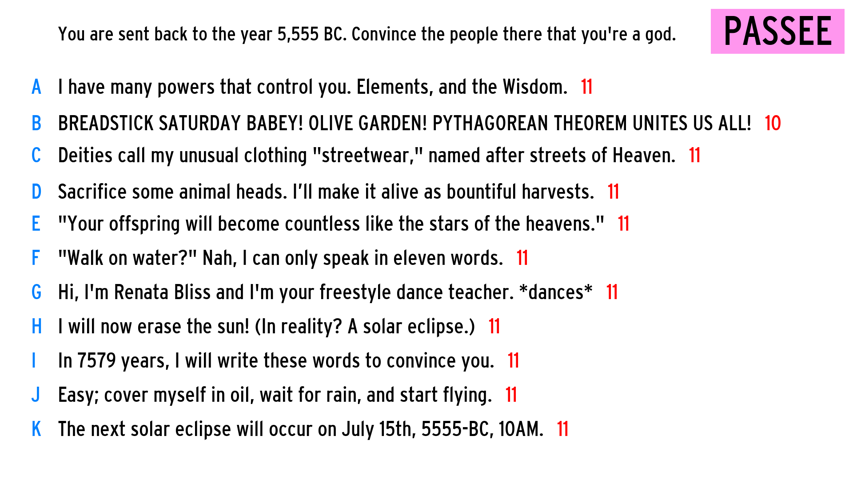 You are sent back to the year 5,555 BC. Convince the people there that you're a god.
PASSEE
A I have many powers that control you. Elements, and the Wisdom. 11
B BREADSTICK SATURDAY BABEY! OLIVE GARDEN! PYTHAGOREAN THEOREM UNITES US ALL! 10
C Deities call my unusual clothing "streetwear," named after streets of Heaven. 11
D Sacrifice some animal heads. I’ll make it alive as bountiful harvests. 11
E "Your offspring will become countless like the stars of the heavens." 11
F "Walk on water?" Nah, I can only speak in eleven words. 11
G Hi, I'm Renata Bliss and I'm your freestyle dance teacher. *dances* 11
H I will now erase the sun! (In reality? A solar eclipse.) 11
I In 7579 years, I will write these words to convince you. 11
J Easy; cover myself in oil, wait for rain, and start flying. 11
K The next solar eclipse will occur on July 15th, 5555-BC, 10AM. 11